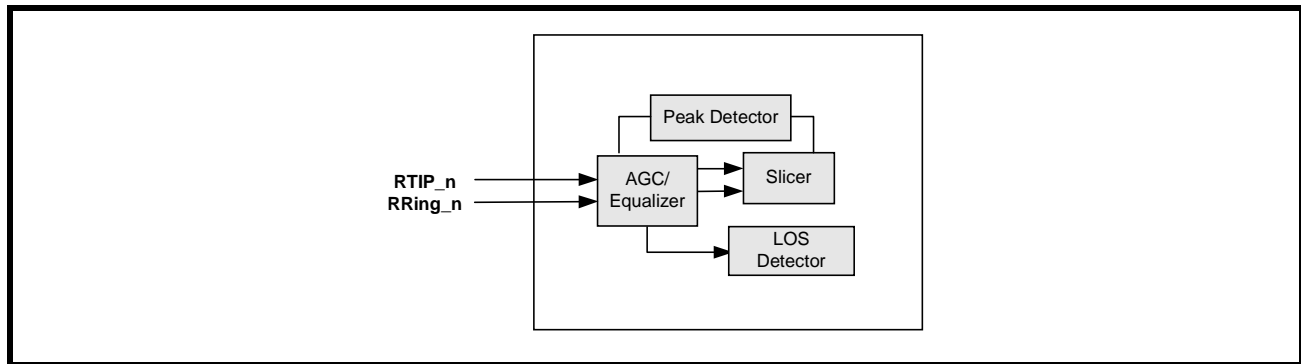 Peak Detector
RTIP_n
RRing_n
AGC/
Equalizer
Slicer
LOS
Detector